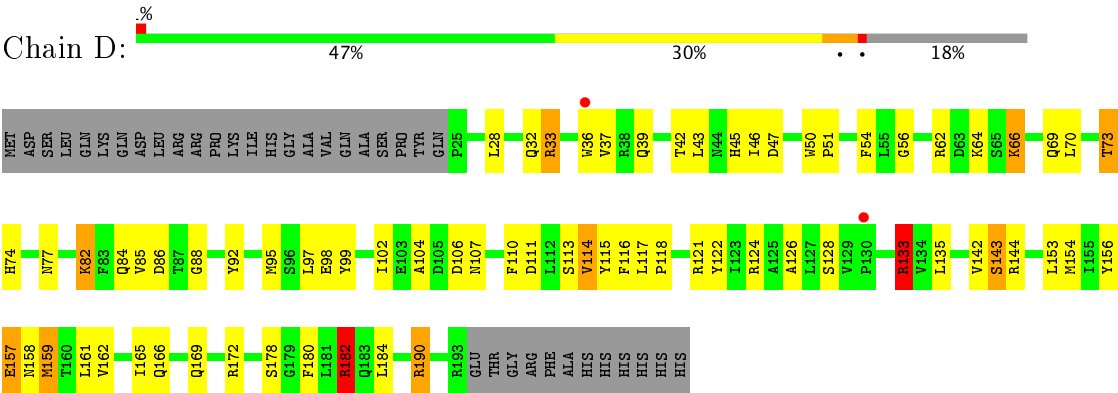 1%
Chain D:
47% 30% • • 18%
MET ASP SER LEU GLN LYS GLN ASP LEU ARG ARG PRO LYS ILE HIS GLY ALA VAL GLN ALA SER PRO TYR GLN P25 L28 Q32 R33 W36 V37 R38 Q39 T42 L43 N44 H45 I46 D47 W50 P51 F54 L55 G56 R62 D63 K64 S65 K66 Q69 L70 T73
H74 N77 K82 F83 Q84 V85 D86 T87 G88 Y92 M95 S96 L97 E98 Y99 I102 E103 A104 D105 D106 N107 F110 D111 L112 S113 V114 Y115 F116 L117 P118 R121 Y122 I123 R124 A125 A126 L127 S128 V129 P130 R133 V134 L135 V142 S143 R144 L153 M154 I155 Y156
E157 N158 M159 T160 L161 V162 I165 Q166 Q169 R172 S178 G179 F180 L181 R182 Q183 L184 R190 R193 GLU THR GLY ARG PHE ALA HIS HIS HIS HIS HIS HIS